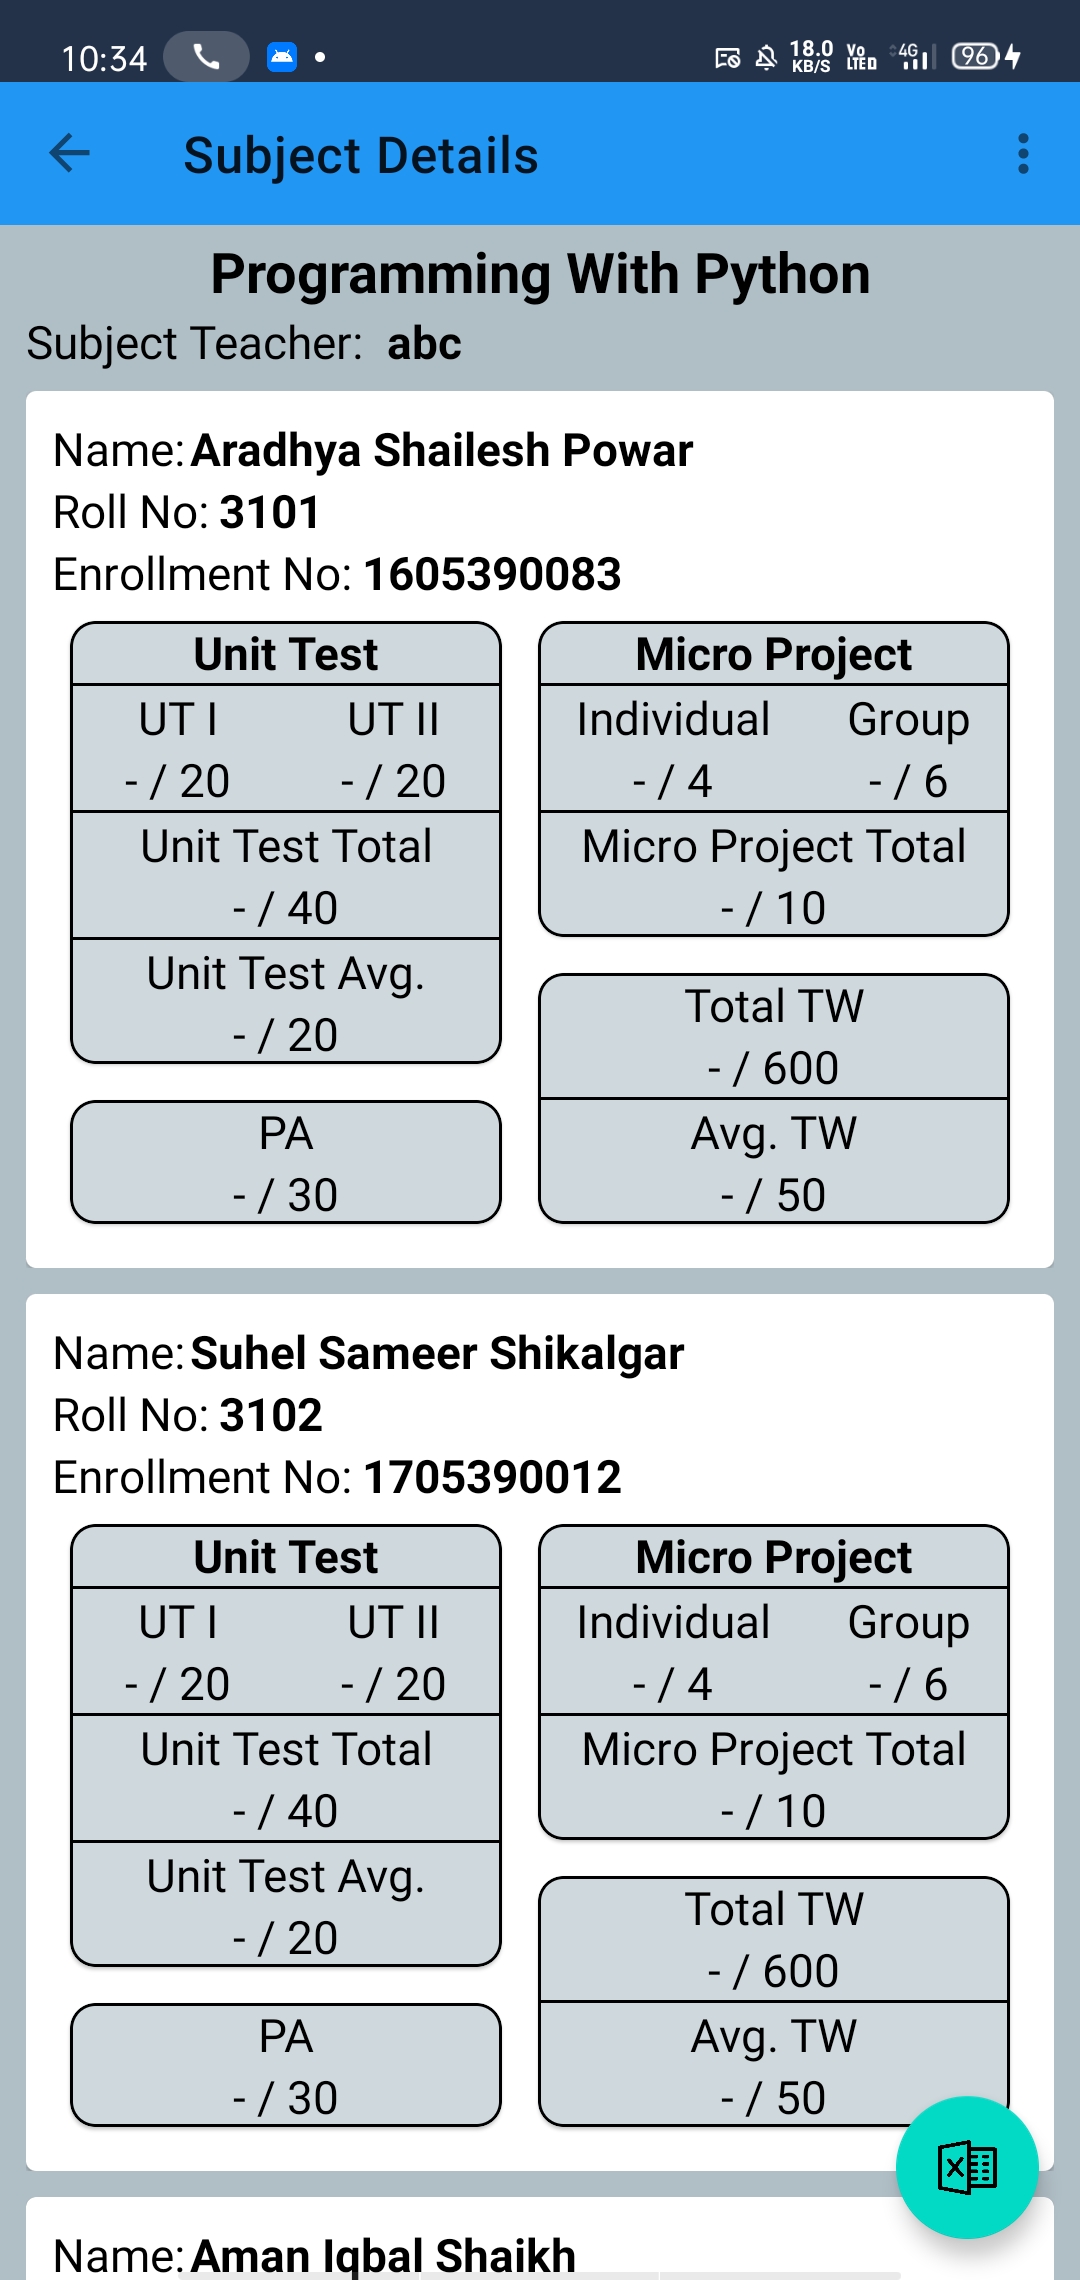 10:34 18.0 KB/S Vo LTE 4G 96
Subject Details
Programming With Python
Subject Teacher: abc
Name: Aradhya Shailesh Powar
Roll No: 3101
Enrollment No: 1605390083
Unit Test
UT I UT II
- / 20 - / 20
Unit Test Total
- / 40
Unit Test Avg.
- / 20
PA
- / 30
Micro Project
Individual Group
- / 4 - / 6
Micro Project Total
- / 10
Total TW
- / 600
Avg. TW
- / 50
Name: Suhel Sameer Shikalgar
Roll No: 3102
Enrollment No: 1705390012
Unit Test
UT I UT II
- / 20 - / 20
Unit Test Total
- / 40
Unit Test Avg.
- / 20
PA
- / 30
Micro Project
Individual Group
- / 4 - / 6
Micro Project Total
- / 10
Total TW
- / 600
Avg. TW
- / 50
X
Name: Aman Iqbal Shaikh